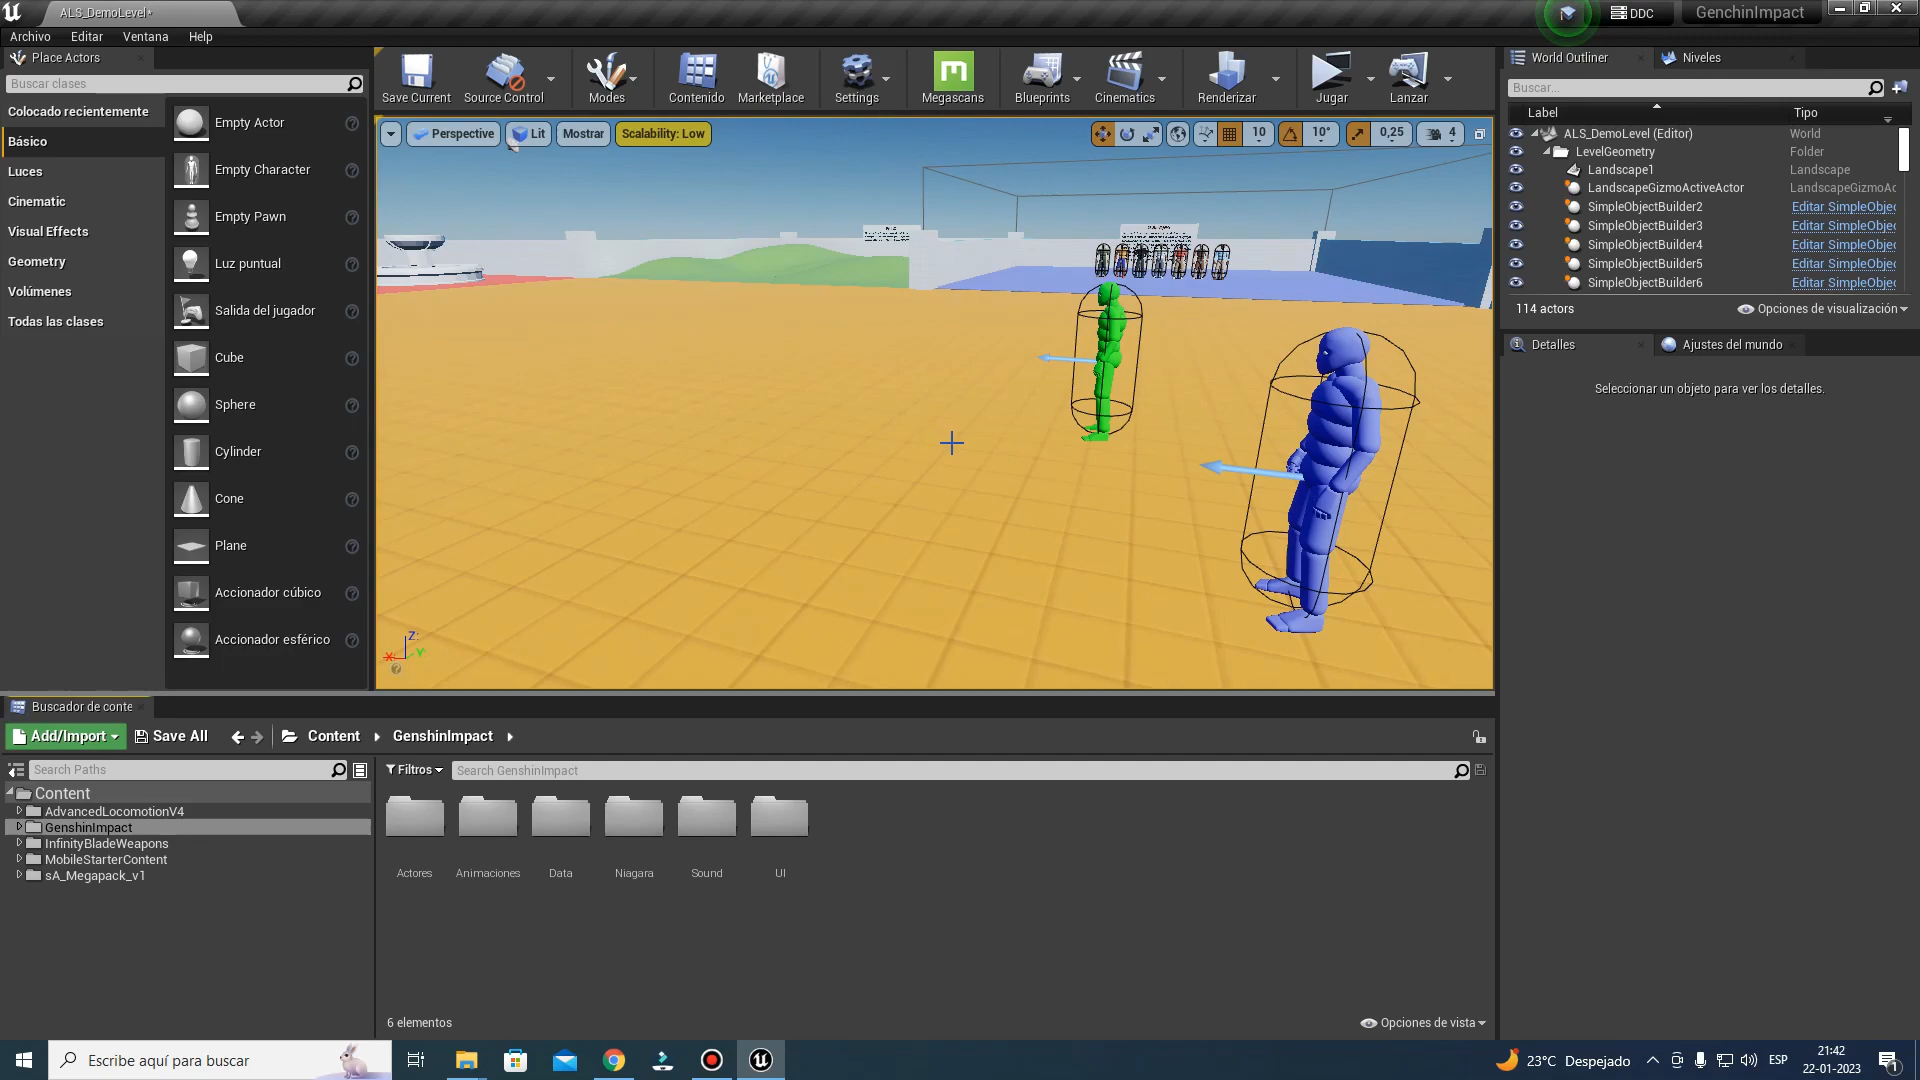 ALS_DemoLevel*
DDC
GenchinImpact
Archivo
Editar
Ventana
Help
Place Actors
Buscar clases
Colocado recientemente
Básico
Luces
Cinematic
Visual Effects
Geometry
Volúmenes
Todas las clases
Empty Actor
Empty Character
Empty Pawn
Luz puntual
Salida del jugador
Cube
Sphere
Cylinder
Cone
Plane
Accionador cúbico
Accionador esférico
Save Current
Source Control
Modes
Contenido
Marketplace
Settings
Megascans
Blueprints
Cinematics
Renderizar
Jugar
Lanzar
Perspective
Lit
Mostrar
Scalability: Low
10
10°
0,25
4
Z
X
Y
World Outliner
Niveles
Buscar...
Label
Tipo
ALS_DemoLevel (Editor)
World
LevelGeometry
Folder
Landscape1
Landscape
LandscapeGizmoActiveActor
LandscapeGizmoAc
SimpleObjectBuilder2
Editar SimpleObjec
SimpleObjectBuilder3
Editar SimpleObjec
SimpleObjectBuilder4
Editar SimpleObjec
SimpleObjectBuilder5
Editar SimpleObjec
SimpleObjectBuilder6
Editar SimpleObjec
114 actors
Opciones de visualización
Detalles
Ajustes del mundo
Seleccionar un objeto para ver los detalles.
Buscador de conte
Add/Import
Save All
Content
GenshinImpact
Search Paths
Content
AdvancedLocomotionV4
GenshinImpact
InfinityBladeWeapons
MobileStarterContent
sA_Megapack_v1
Filtros
Search GenshinImpact
Actores
Animaciones
Data
Niagara
Sound
UI
6 elementos
Opciones de vista
Escribe aquí para buscar
23°C
Despejado
ESP
21:42
22-01-2023
1